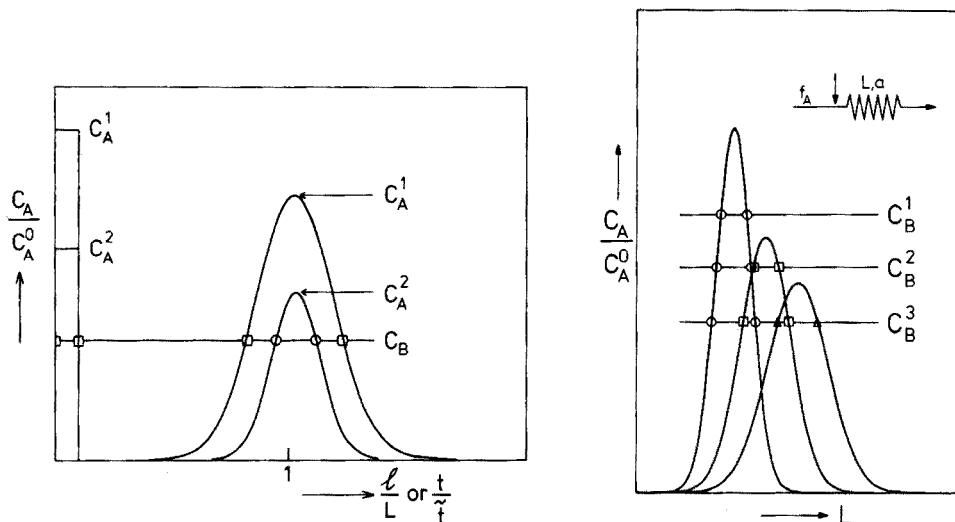 C_A^1
C_A^2
C_A
C_A^0
C_A^1
C_A^2
C_B
1
ℓ/L or t/t̃
f_A
L,a
C_A
C_A^0
C_B^1
C_B^2
C_B^3
L